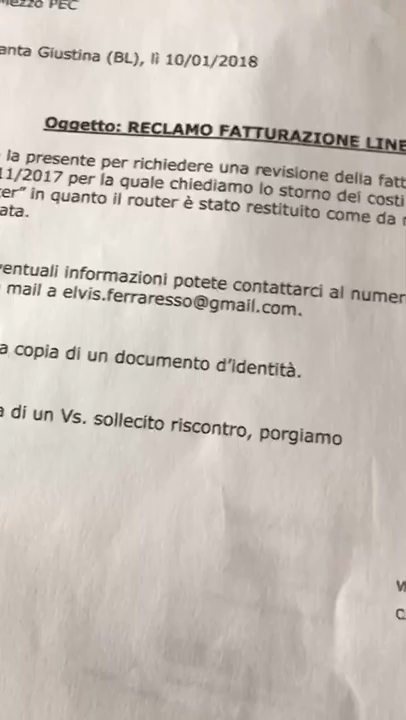 mezzo PEC
anta Giustina (BL), lì 10/01/2018
Oggetto: RECLAMO FATTURAZIONE LINE
la presente per richiedere una revisione della fatt
11/2017 per la quale chiediamo lo storno dei costi
ter" in quanto il router è stato restituito come da
ata.
ventuali informazioni potete contattarci al numer
mail a elvis.ferraresso@gmail.com.
a copia di un documento d'identità.
a di un Vs. sollecito riscontro, porgiamo